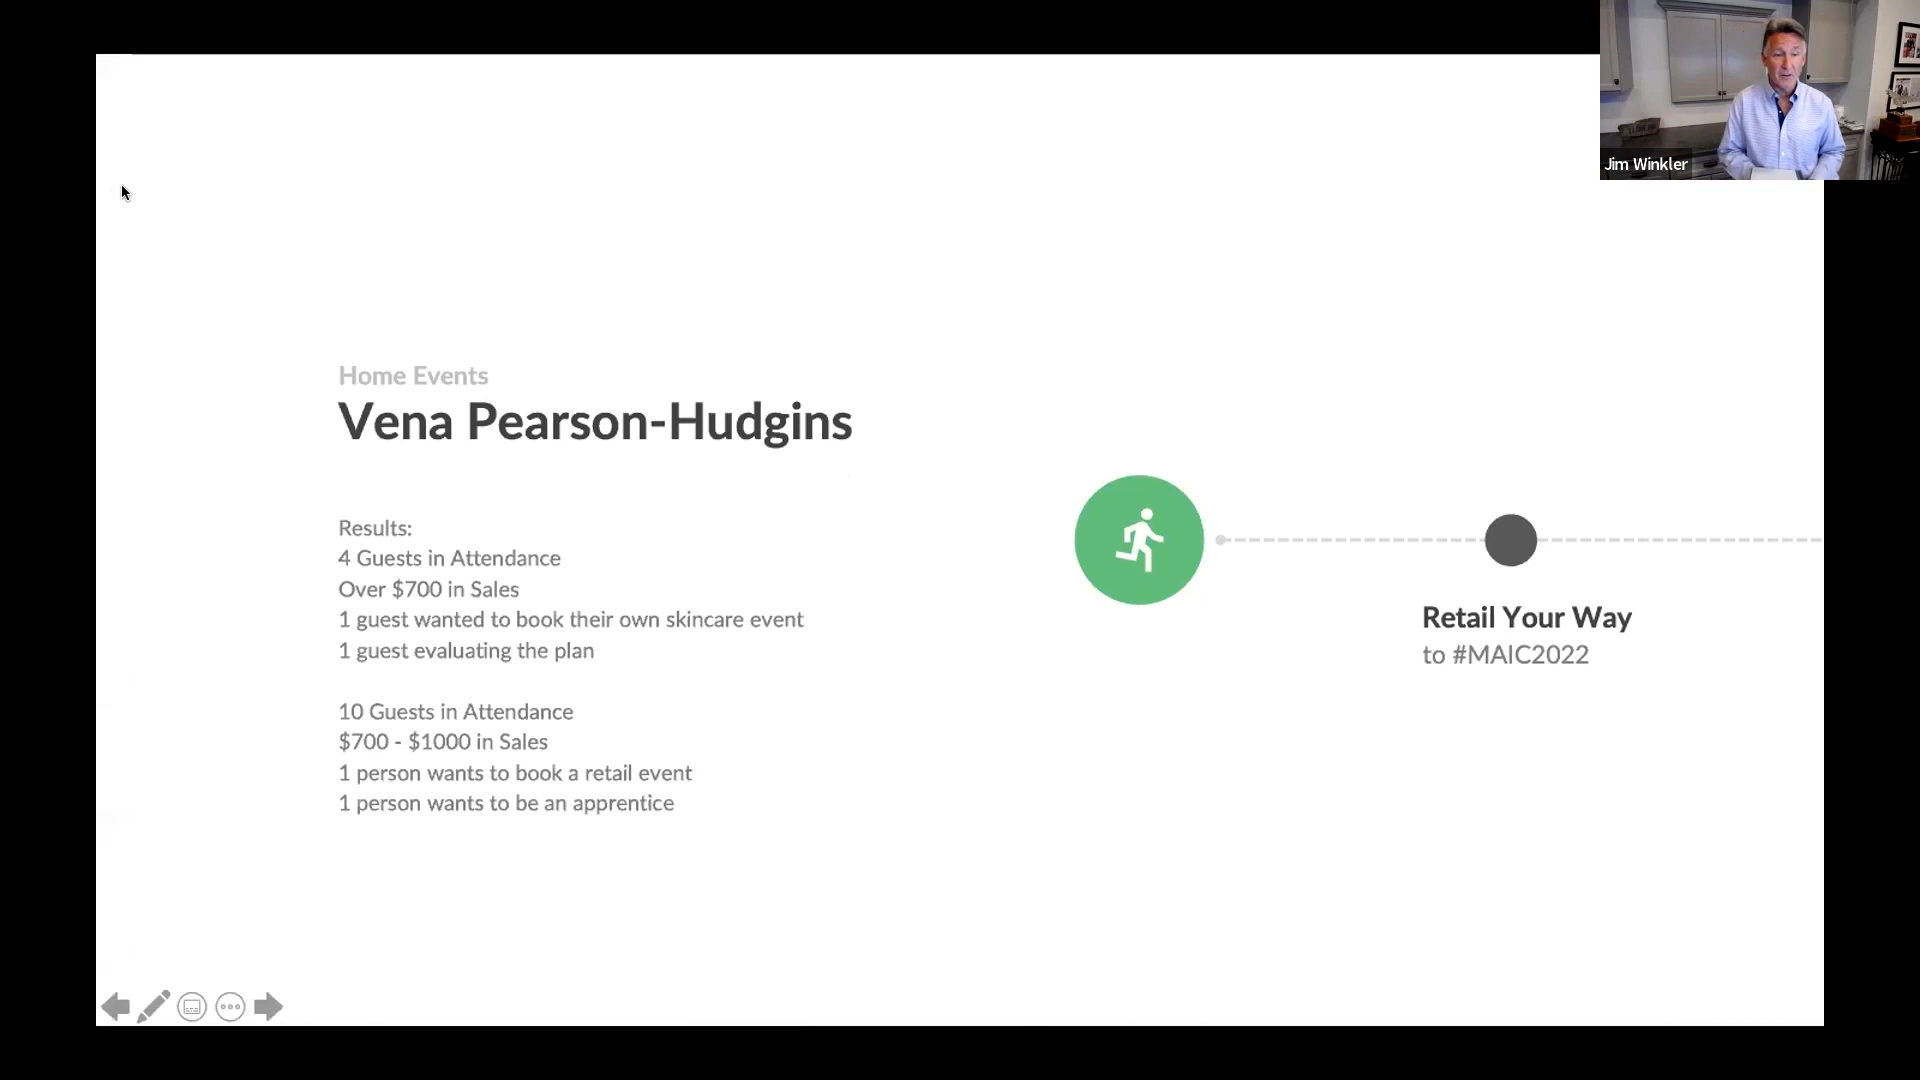 Jim Winkler
Home Events
Vena Pearson-Hudgins
Results:
4 Guests in Attendance
Over $700 in Sales
1 guest wanted to book their own skincare event
1 guest evaluating the plan
10 Guests in Attendance
$700 - $1000 in Sales
1 person wants to book a retail event
1 person wants to be an apprentice
Retail Your Way
to #MAIC2022